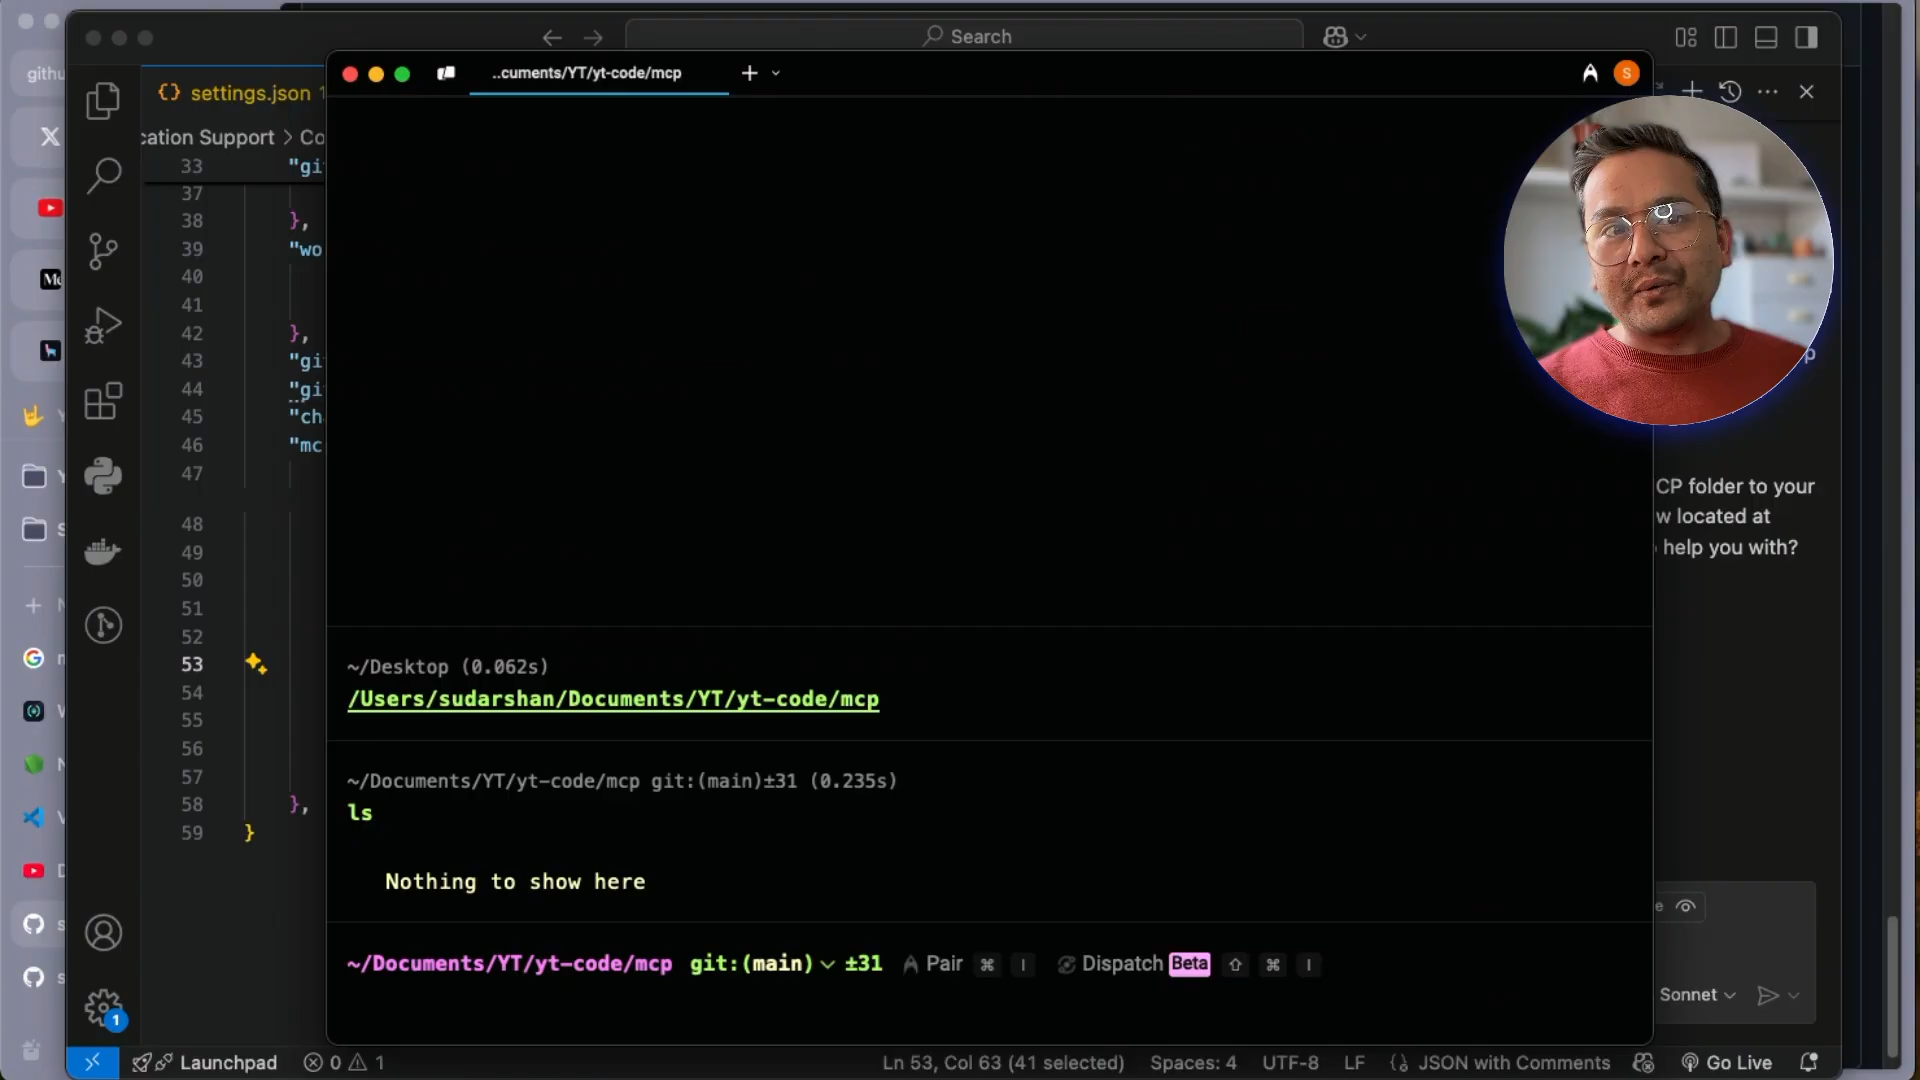 Search
githu
settings.json 1
..cuments/YT/yt-code/mcp
S
cation Support > Co
33 "gi
37
38 },
39 "wo
40
41
42 },
43 "gi
44 "gi
45 "ch
46 "mc
47
48
49
50
51
52
53
54
55
56
57
58 },
59 }
p
CP folder to your
w located at
help you with?
~/Desktop (0.062s)
/Users/sudarshan/Documents/YT/yt-code/mcp
~/Documents/YT/yt-code/mcp git:(main)±31 (0.235s)
ls
Nothing to show here
~/Documents/YT/yt-code/mcp git:(main) ±31 Pair ⌘ I Dispatch Beta ⇧ ⌘ I
e
Sonnet
1
Launchpad 0 1
Ln 53, Col 63 (41 selected) Spaces: 4 UTF-8 LF {} JSON with Comments Go Live